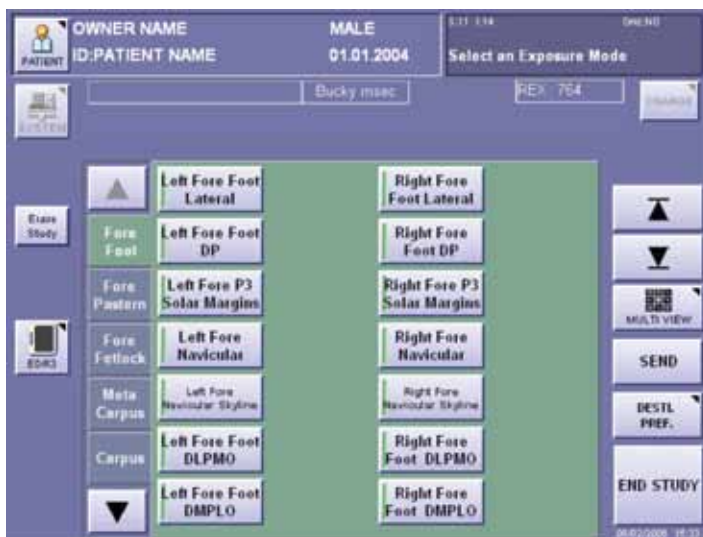 OWNER NAME
MALE
ID:PATIENT NAME
01.01.2004
Select an Exposure Mode
PATIENT
SYSTEM
Bucky msec
REX 764
Erase
Study
EDR3
Fore
Foot
Fore
Pastern
Fore
Fetlock
Meta
Carpus
Carpus
Left Fore Foot
Lateral
Right Fore
Foot Lateral
Left Fore Foot
DP
Right Fore
Foot DP
Left Fore P3
Solar Margins
Right Fore P3
Solar Margins
Left Fore
Navicular
Right Fore
Navicular
Left Fore
Navicular Skyline
Right Fore
Navicular Skyline
Left Fore Foot
DLPMO
Right Fore
Foot DLPMO
Left Fore Foot
DMPLO
Right Fore
Foot DMPLO
MULTI VIEW
SEND
DESTI.
PREF.
END STUDY